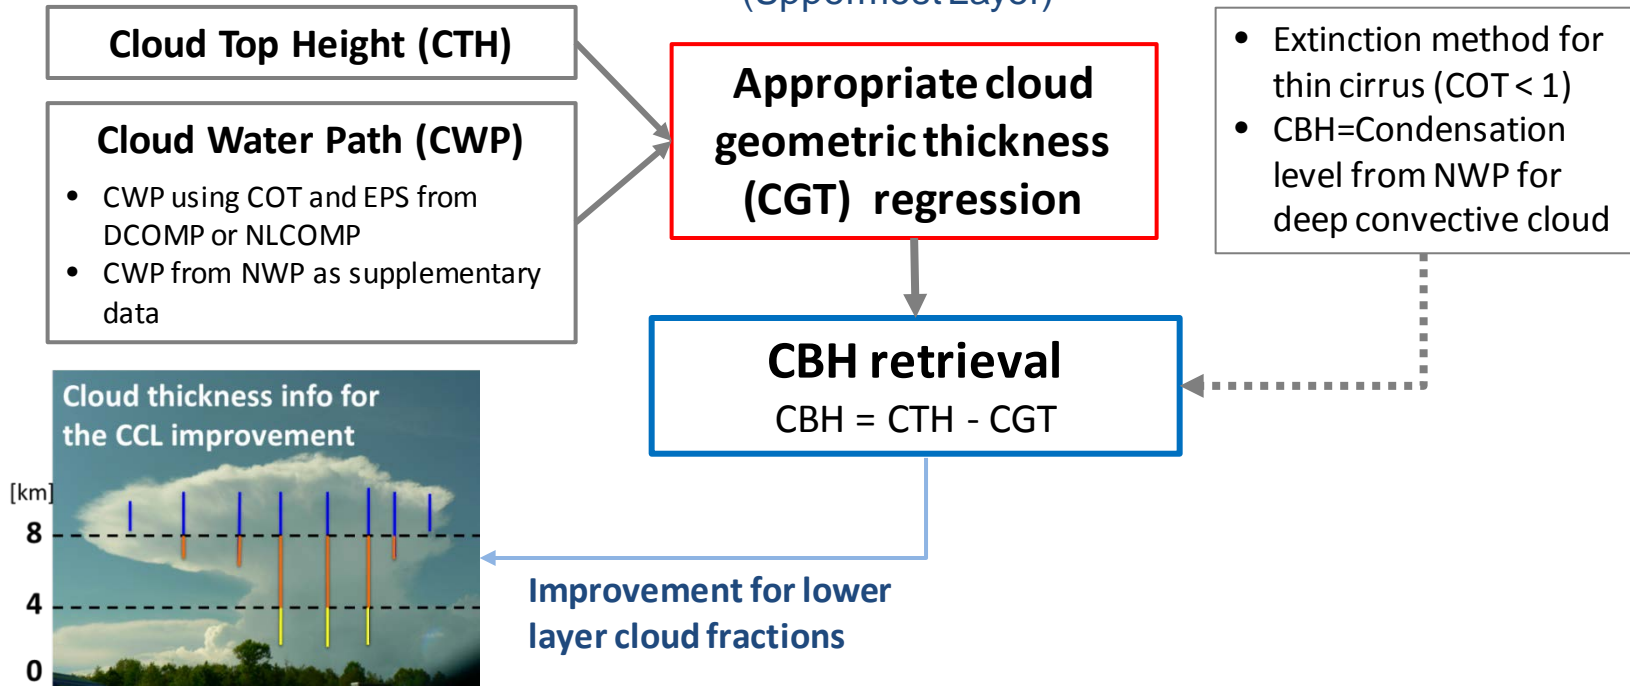 (Uppermost Layer)
Cloud Top Height (CTH)
Cloud Water Path (CWP)
• CWP using COT and EPS from
DCOMP or NLCOMP
• CWP from NWP as supplementary
data
Appropriate cloud
geometric thickness
(CGT) regression
• Extinction method for
thin cirrus (COT < 1)
• CBH=Condensation
level from NWP for
deep convective cloud
CBH retrieval
CBH = CTH - CGT
Cloud thickness info for
the CCL improvement
[km]
8
4
0
Improvement for lower
layer cloud fractions